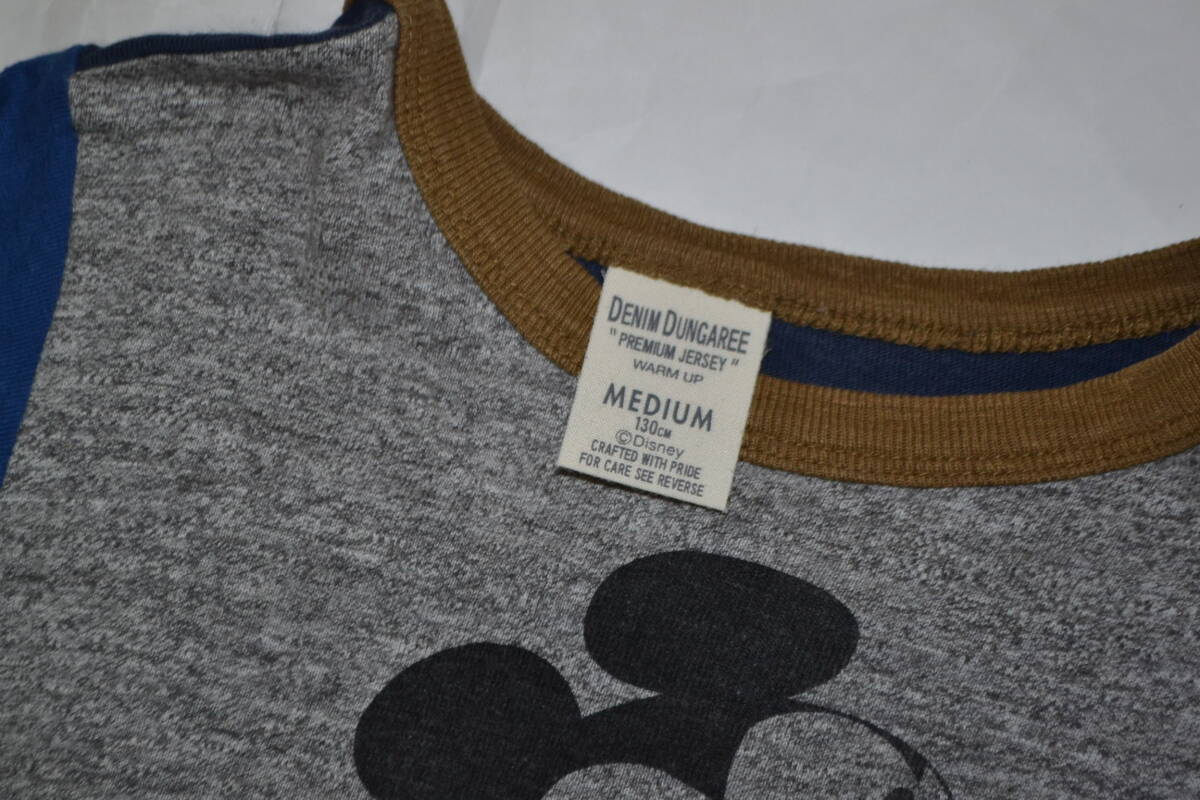 DENIM DUNGAREE
"PREMIUM JERSEY"
WARM UP
MEDIUM
130CM
©Disney
CRAFTED WITH PRIDE
FOR CARE SEE REVERSE